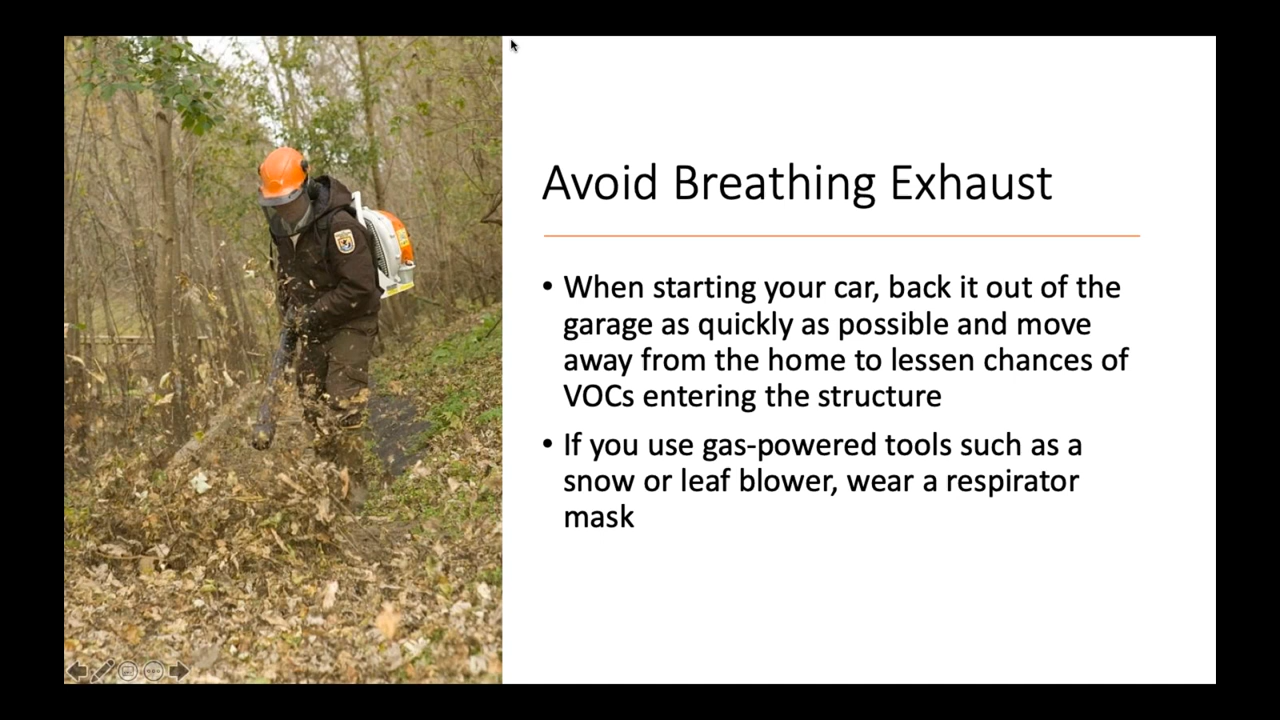 Avoid Breathing Exhaust
• When starting your car, back it out of the
garage as quickly as possible and move
away from the home to lessen chances of
VOCs entering the structure
• If you use gas-powered tools such as a
snow or leaf blower, wear a respirator
mask